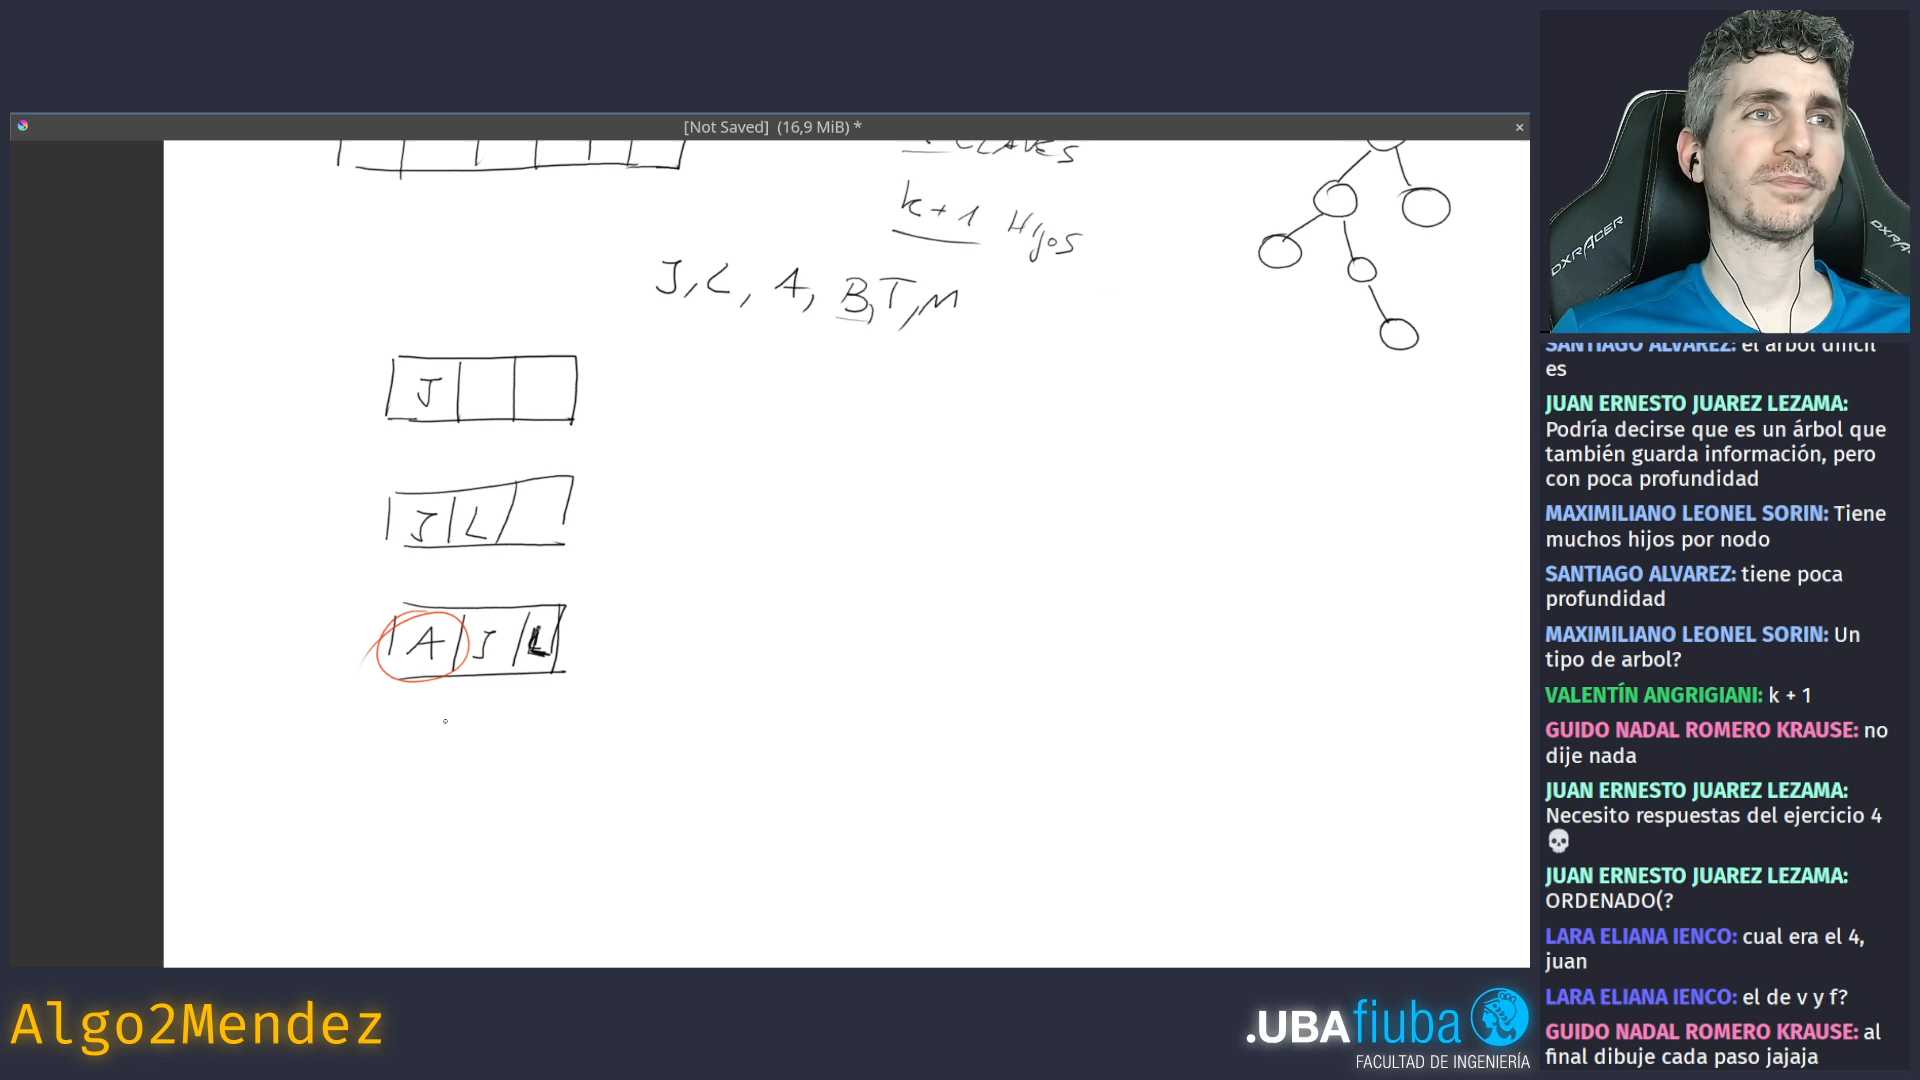 [Not Saved] (16,9 MiB) *
×
CLAVES
k+1 Hijos
J, L, A, B, T, M
J
J L
A J L
DXRACER
SANTIAGO ALVAREZ: el arbol dificil
es
JUAN ERNESTO JUAREZ LEZAMA:
Podría decirse que es un árbol que
también guarda información, pero
con poca profundidad
MAXIMILIANO LEONEL SORIN: Tiene
muchos hijos por nodo
SANTIAGO ALVAREZ: tiene poca
profundidad
MAXIMILIANO LEONEL SORIN: Un
tipo de arbol?
VALENTÍN ANGRIGIANI: k + 1
GUIDO NADAL ROMERO KRAUSE: no
dije nada
JUAN ERNESTO JUAREZ LEZAMA:
Necesito respuestas del ejercicio 4
💀
JUAN ERNESTO JUAREZ LEZAMA:
ORDENADO(?
LARA ELIANA IENCO: cual era el 4,
juan
LARA ELIANA IENCO: el de v y f?
GUIDO NADAL ROMERO KRAUSE: al
final dibuje cada paso jajaja
Algo2Mendez
.UBAfiuba
FACULTAD DE INGENIERÍA